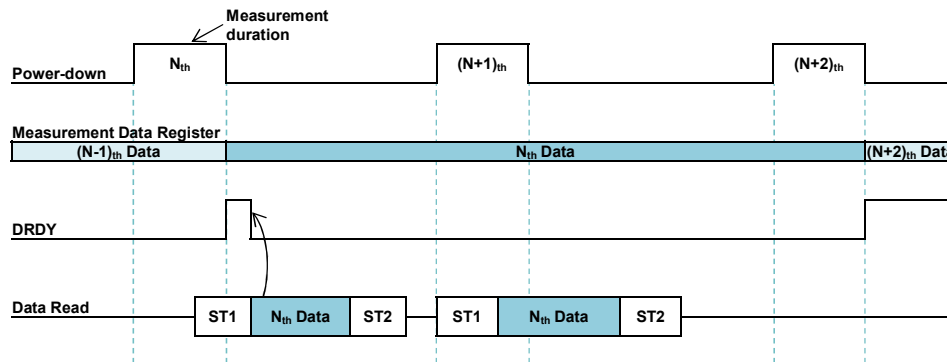 Measurement
duration
Power-down
Nth
(N+1)th
(N+2)th
Measurement Data Register
(N-1)th Data
Nth Data
(N+2)th Data
DRDY
Data Read
ST1
Nth Data
ST2
ST1
Nth Data
ST2